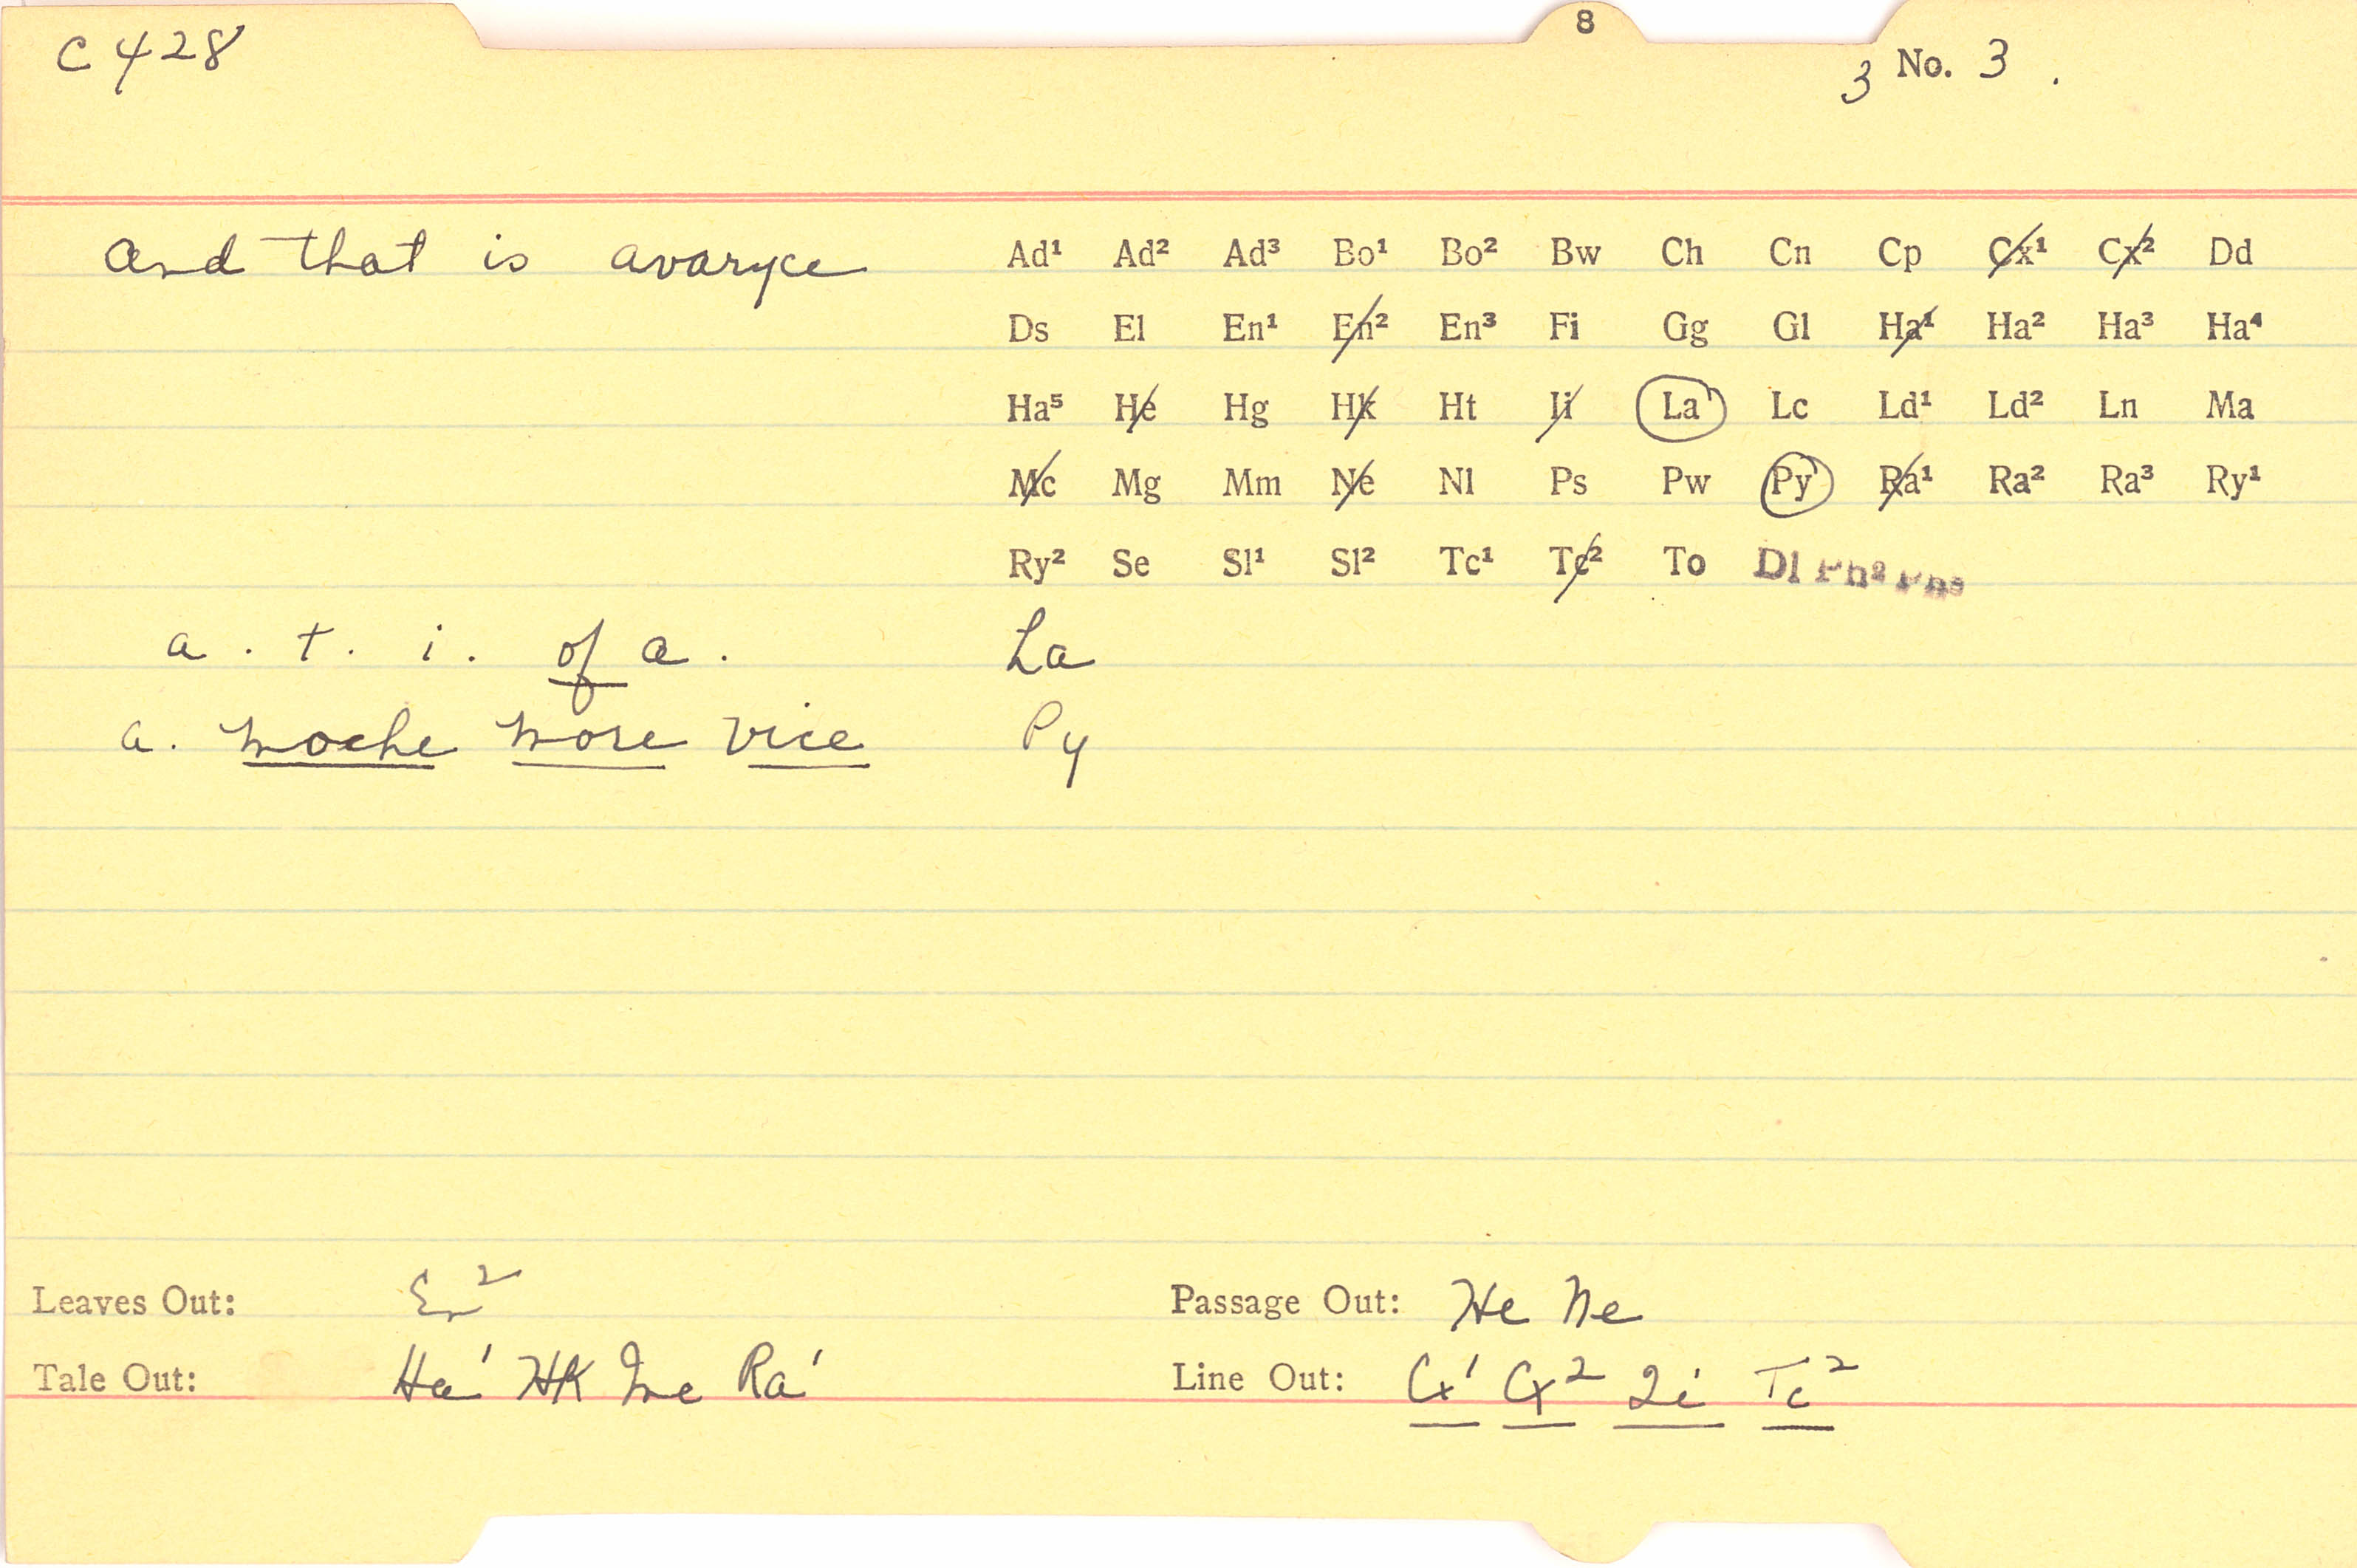 C 428
8
3 No. 3 .
and that is avaryce
Ad¹ Ad² Ad³ Bo¹ Bo² Bw Ch Cn Cp Cx¹ Cx² Dd
Ds El En¹ En² En³ Fi Gg Gl Ha¹ Ha² Ha³ Ha⁴
Ha⁵ He Hg Hk Ht Ii La Lc Ld¹ Ld² Ln Ma
Mc Mg Mm Ne Nl Ps Pw Py Ra¹ Ra² Ra³ Ry¹
Ry² Se Sl¹ Sl² Tc¹ Tc² To Dl Pn² Pn³
a . t . i . of a . La
a . moche more vice Py
Leaves Out: En²
Passage Out: He Ne
Tale Out: Ha¹ HK Mc Ra¹
Line Out: Cx¹ Cx² Ii Tc²